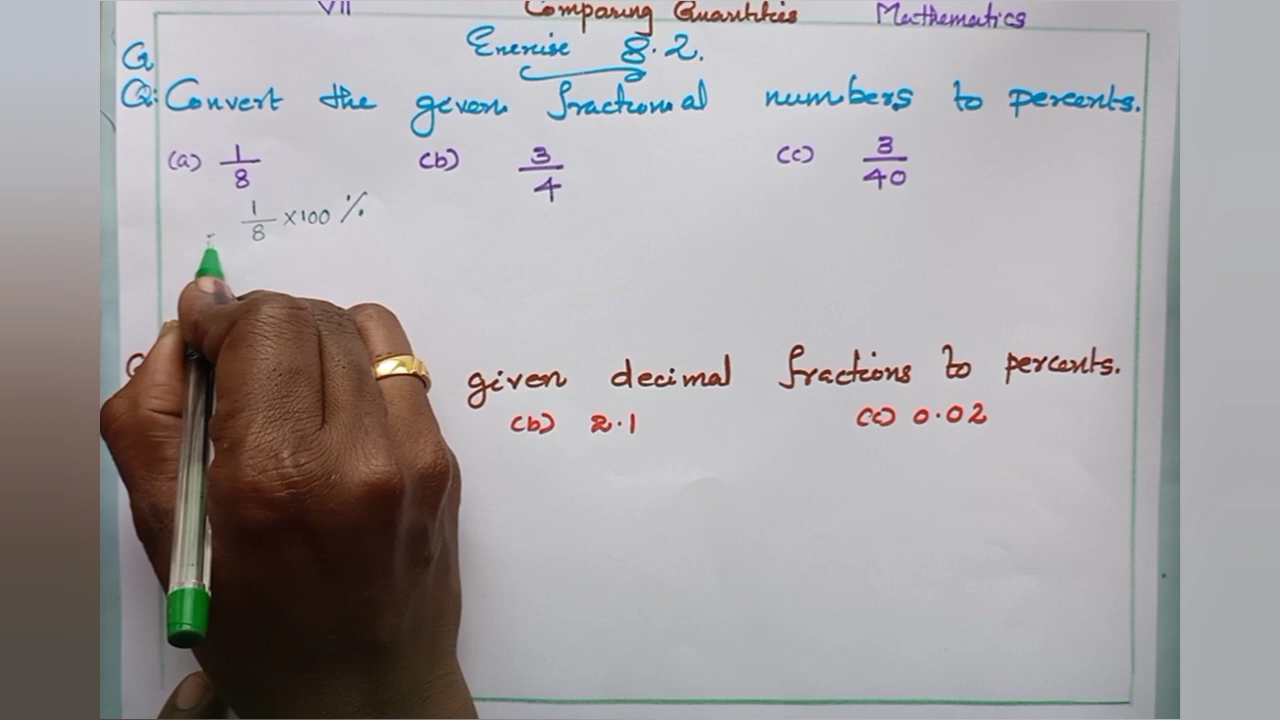 VII Comparing Quantities Mathematics
Exercise 8.2.
Q
Q: Convert the given fractional numbers to percents.
(a) 1/8 (b) 3/4 (c) 3/40
1/8 ×100 %
given decimal fractions to percents.
(b) 2.1 (c) 0.02